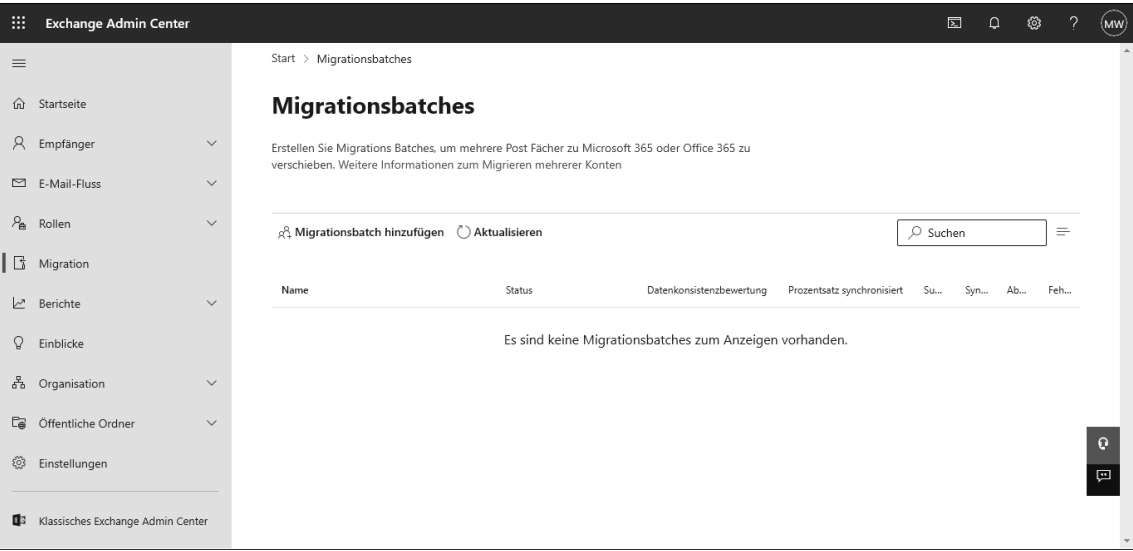 Exchange Admin Center
?
MW
Start > Migrationsbatches
Startseite
Empfänger
E-Mail-Fluss
Rollen
Migration
Berichte
Einblicke
Organisation
Öffentliche Ordner
Einstellungen
Klassisches Exchange Admin Center
Migrationsbatches
Erstellen Sie Migrations Batches, um mehrere Post Fächer zu Microsoft 365 oder Office 365 zu
verschieben. Weitere Informationen zum Migrieren mehrerer Konten
Migrationsbatch hinzufügen Aktualisieren Suchen
Name Status Datenkonsistenzbewertung Prozentsatz synchronisiert Su... Syn... Ab... Feh...
Es sind keine Migrationsbatches zum Anzeigen vorhanden.